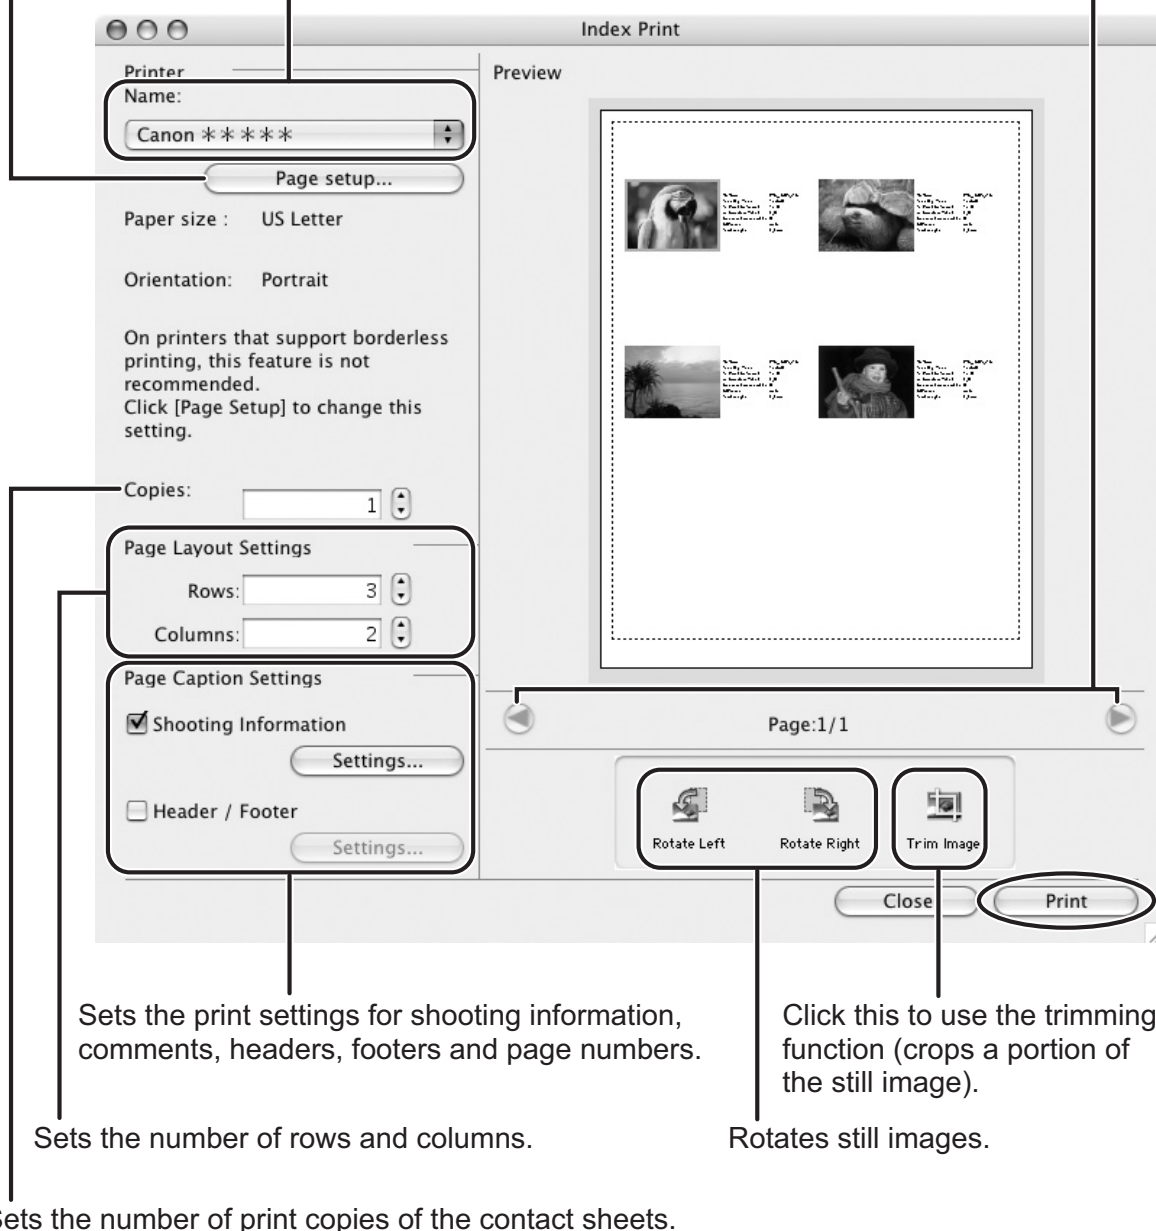 Index Print
Printer
Name:
Canon *****
Page setup...
Paper size : US Letter
Orientation: Portrait
On printers that support borderless
printing, this feature is not
recommended.
Click [Page Setup] to change this
setting.
Copies: 1
Page Layout Settings
Rows: 3
Columns: 2
Page Caption Settings
Shooting Information
Settings...
Header / Footer
Settings...
Preview
Page:1/1
Rotate Left
Rotate Right
Trim Image
Close
Print
Sets the print settings for shooting information,
comments, headers, footers and page numbers.
Click this to use the trimming
function (crops a portion of
the still image).
Sets the number of rows and columns.
Rotates still images.
Sets the number of print copies of the contact sheets.